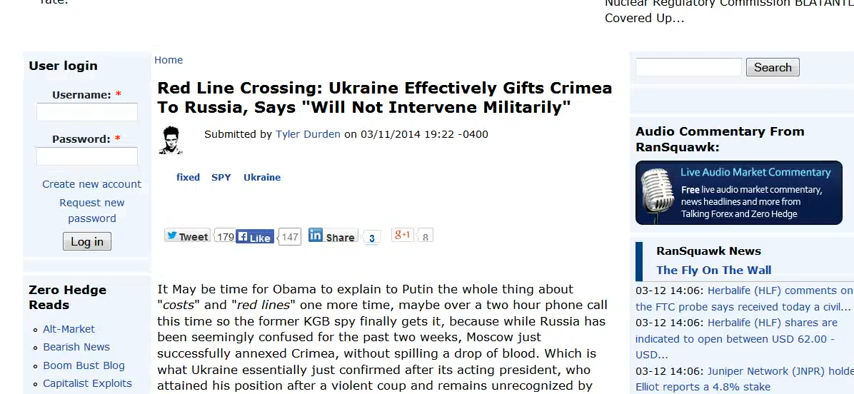 rate.
Nuclear Regulatory Commission BLATANTL
Covered Up...
User login
Username: *
Password: *
Create new account
Request new
password
Log in
Zero Hedge
Reads
Alt-Market
Bearish News
Boom Bust Blog
Capitalist Exploits
Home
Red Line Crossing: Ukraine Effectively Gifts Crimea
To Russia, Says "Will Not Intervene Militarily"
Submitted by Tyler Durden on 03/11/2014 19:22 -0400
fixed SPY Ukraine
Tweet 179 Like 147 in Share 3 g+1 8
It May be time for Obama to explain to Putin the whole thing about
"costs" and "red lines" one more time, maybe over a two hour phone call
this time so the former KGB spy finally gets it, because while Russia has
been seemingly confused for the past two weeks, Moscow just
successfully annexed Crimea, without spilling a drop of blood. Which is
what Ukraine essentially just confirmed after its acting president, who
attained his position after a violent coup and remains unrecognized by
Search
Audio Commentary From
RanSquawk:
Live Audio Market Commentary
Free live audio market commentary,
news headlines and more from
Talking Forex and Zero Hedge
RanSquawk News
The Fly On The Wall
03-12 14:06: Herbalife (HLF) comments on
the FTC probe says received today a civil...
03-12 14:06: Herbalife (HLF) shares are
indicated to open between USD 62.00 -
USD...
03-12 14:06: Juniper Network (JNPR) holde
Elliot reports a 4.8% stake